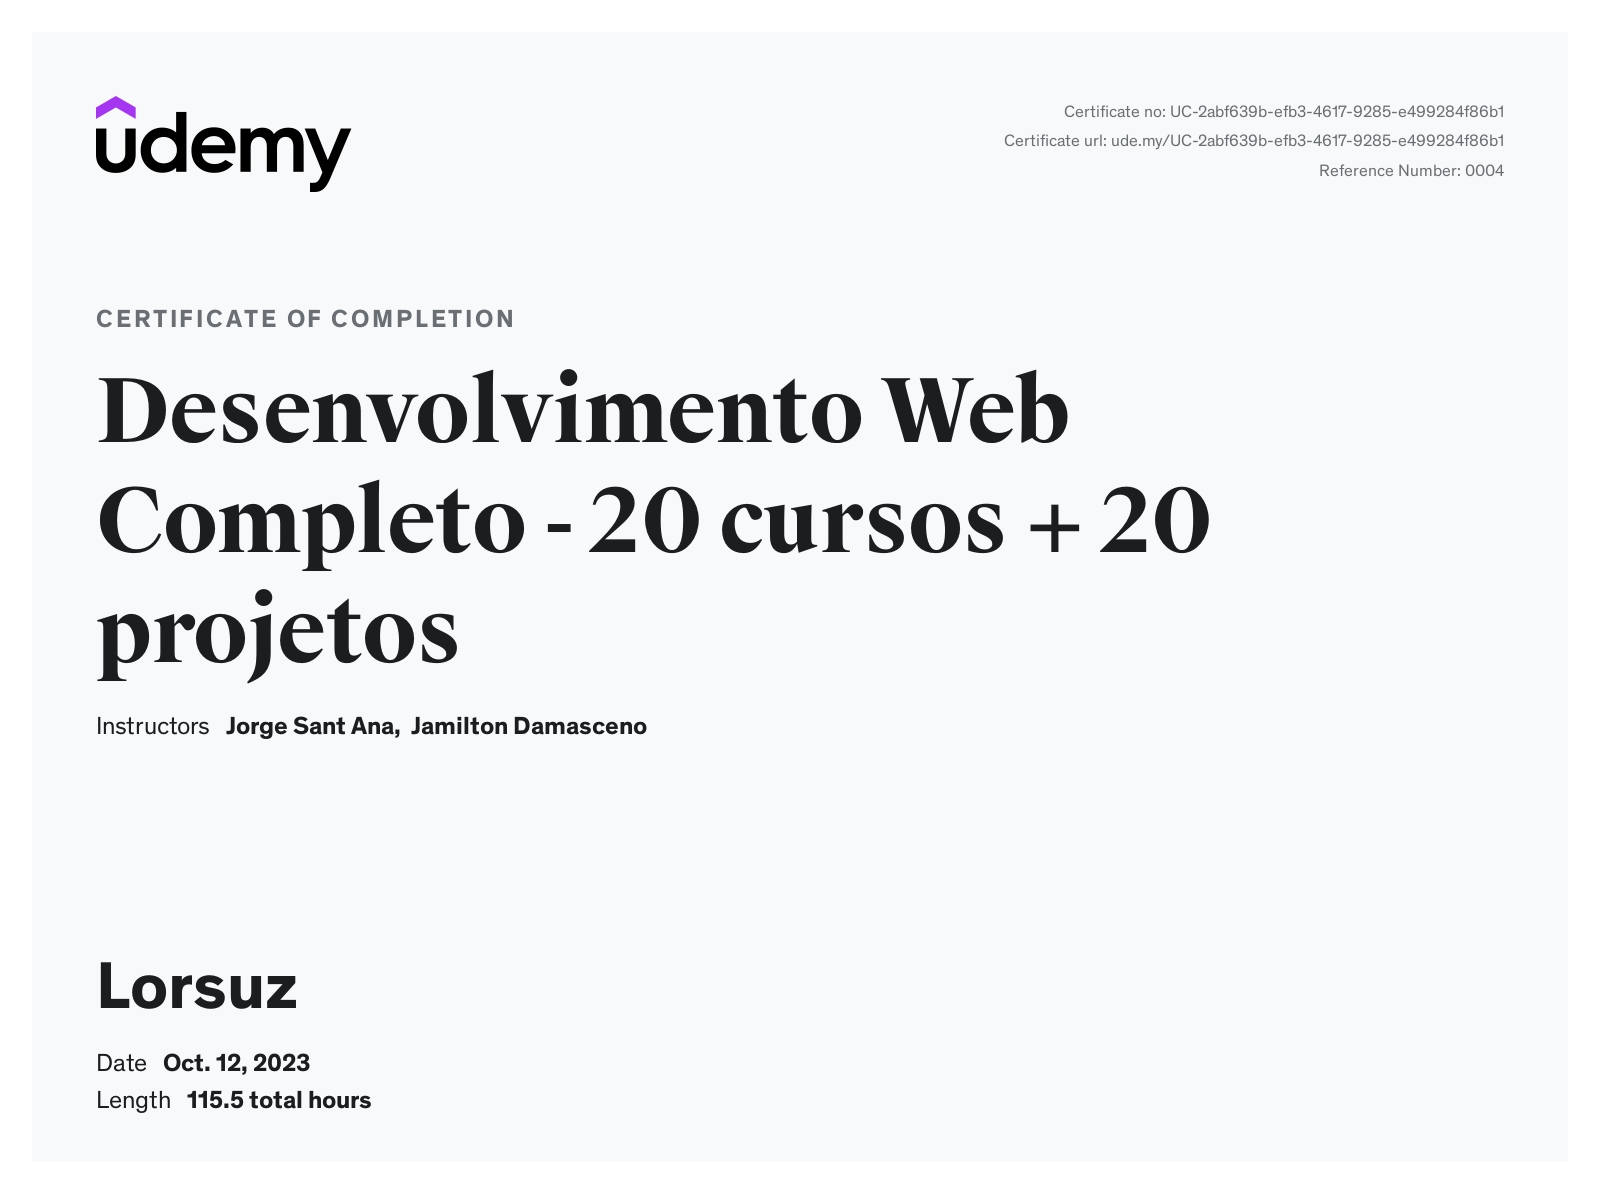 udemy
Certificate no: UC-2abf639b-efb3-4617-9285-e499284f86b1
Certificate url: ude.my/UC-2abf639b-efb3-4617-9285-e499284f86b1
Reference Number: 0004
CERTIFICATE OF COMPLETION
Desenvolvimento Web
Completo - 20 cursos + 20
projetos
Instructors Jorge Sant Ana, Jamilton Damasceno
Lorsuz
Date Oct. 12, 2023
Length 115.5 total hours